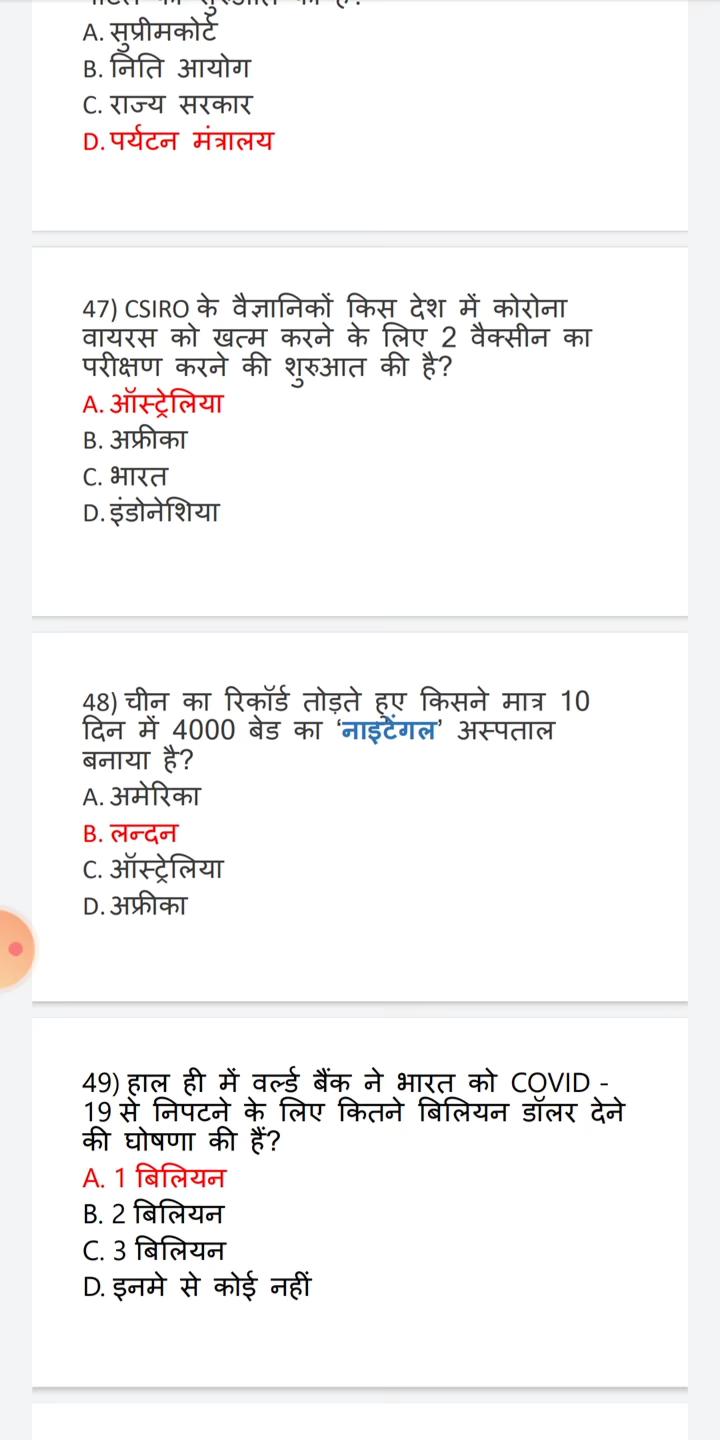 A. सुप्रीमकोर्ट
B. निति आयोग
C. राज्य सरकार
D. पर्यटन मंत्रालय
47) CSIRO के वैज्ञानिकों किस देश में कोरोना
वायरस को खत्म करने के लिए 2 वैक्सीन का
परीक्षण करने की शुरुआत की है?
A. ऑस्ट्रेलिया
B. अफ्रीका
C. भारत
D. इंडोनेशिया
48) चीन का रिकॉर्ड तोड़ते हुए किसने मात्र 10
दिन में 4000 बेड का ‘नाइटेंगल’ अस्पताल
बनाया है?
A. अमेरिका
B. लन्दन
C. ऑस्ट्रेलिया
D. अफ्रीका
49) हाल ही में वर्ल्ड बैंक ने भारत को COVID -
19 से निपटने के लिए कितने बिलियन डॉलर देने
की घोषणा की हैं?
A. 1 बिलियन
B. 2 बिलियन
C. 3 बिलियन
D. इनमे से कोई नहीं